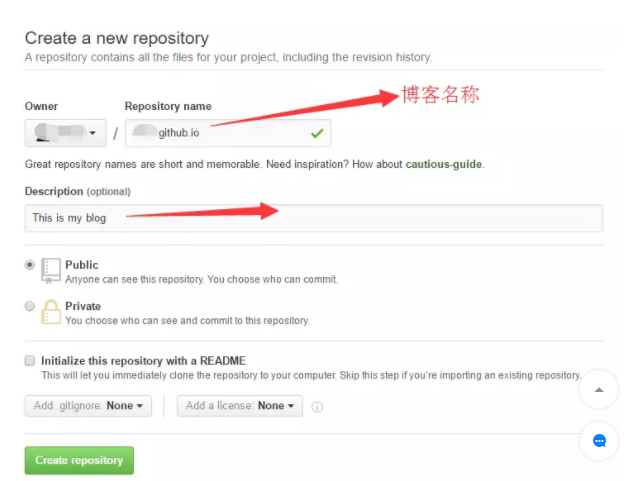 Create a new repository
A repository contains all the files for your project, including the revision history.
Owner
Repository name
博客名称
/
github.io
Great repository names are short and memorable. Need inspiration? How about cautious-guide.
Description (optional)
This is my blog
Public
Anyone can see this repository. You choose who can commit.
Private
You choose who can see and commit to this repository.
Initialize this repository with a README
This will let you immediately clone the repository to your computer. Skip this step if you're importing an existing repository.
Add .gitignore: None
Add a license: None
Create repository